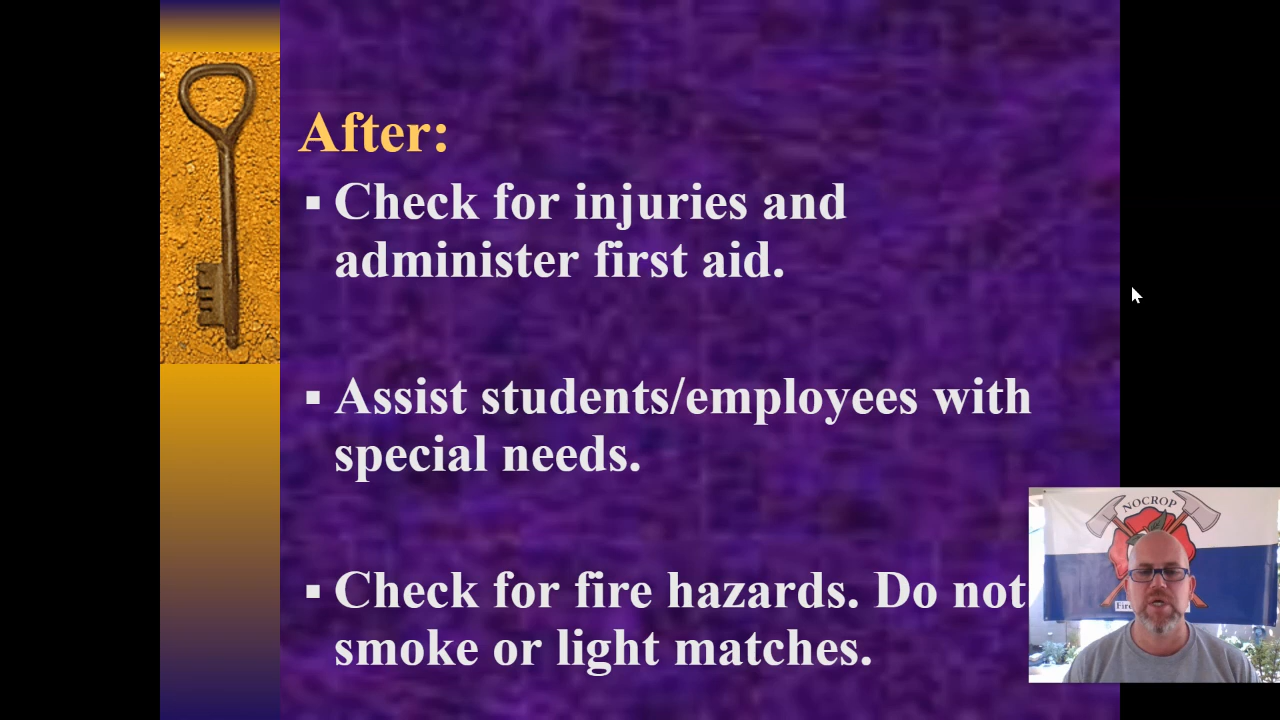 After:
▪ Check for injuries and
administer first aid.
▪ Assist students/employees with
special needs.
▪ Check for fire hazards. Do not
smoke or light matches.
NOCROP
Fire